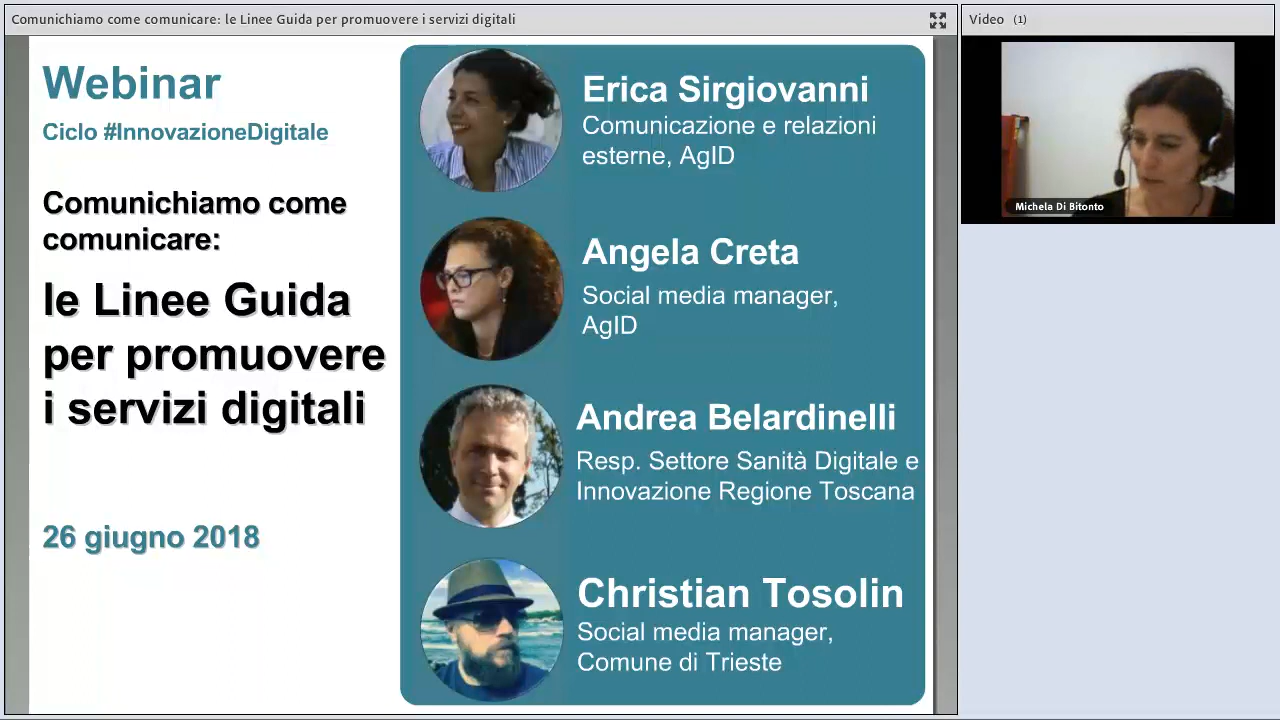 Comunichiamo come comunicare: le Linee Guida per promuovere i servizi digitali
Video (1)
Webinar
Ciclo #InnovazioneDigitale
Comunichiamo come
comunicare:
le Linee Guida
per promuovere
i servizi digitali
26 giugno 2018
Erica Sirgiovanni
Comunicazione e relazioni
esterne, AgID
Angela Creta
Social media manager,
AgID
Andrea Belardinelli
Resp. Settore Sanità Digitale e
Innovazione Regione Toscana
Christian Tosolin
Social media manager,
Comune di Trieste
Michela Di Bitonto